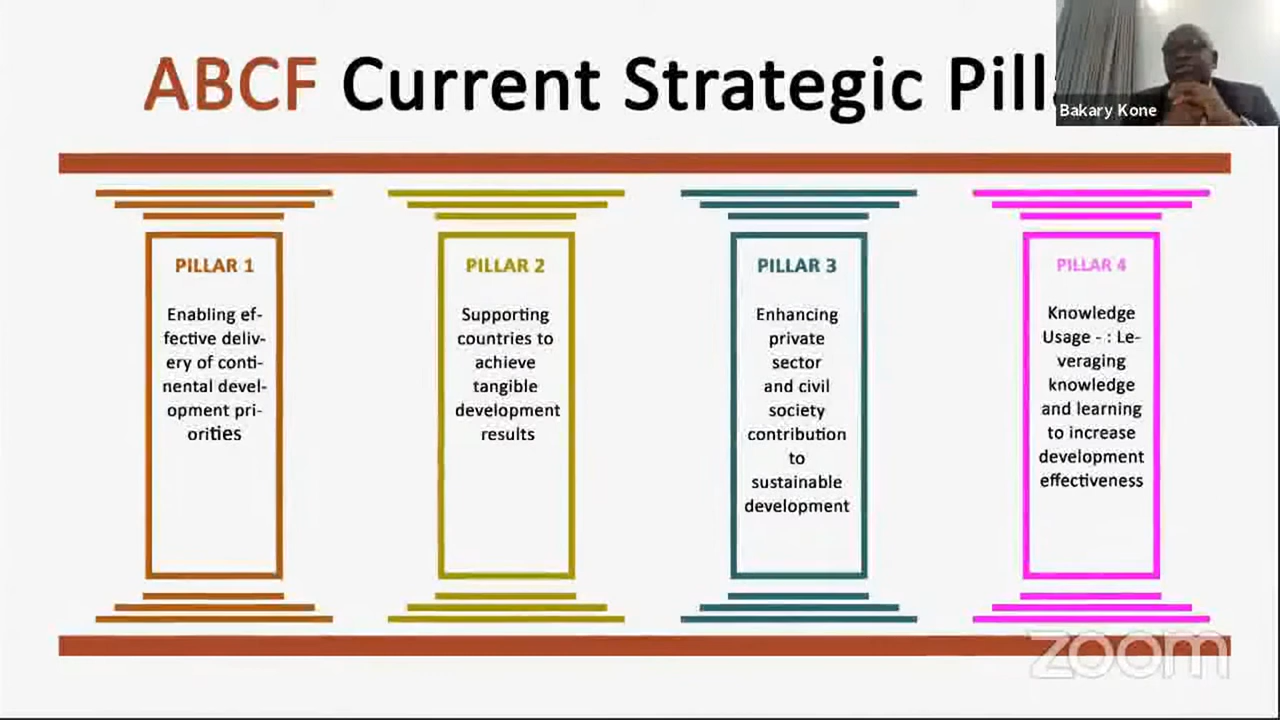 ABCF Current Strategic Pill
Bakary Kone
PILLAR 1
Enabling ef-
fective deliv-
ery of conti-
nental devel-
opment pri-
orities
PILLAR 2
Supporting
countries to
achieve
tangible
development
results
PILLAR 3
Enhancing
private
sector
and civil
society
contribution
to
sustainable
development
PILLAR 4
Knowledge
Usage - : Le-
veraging
knowledge
and learning
to increase
development
effectiveness
zoom